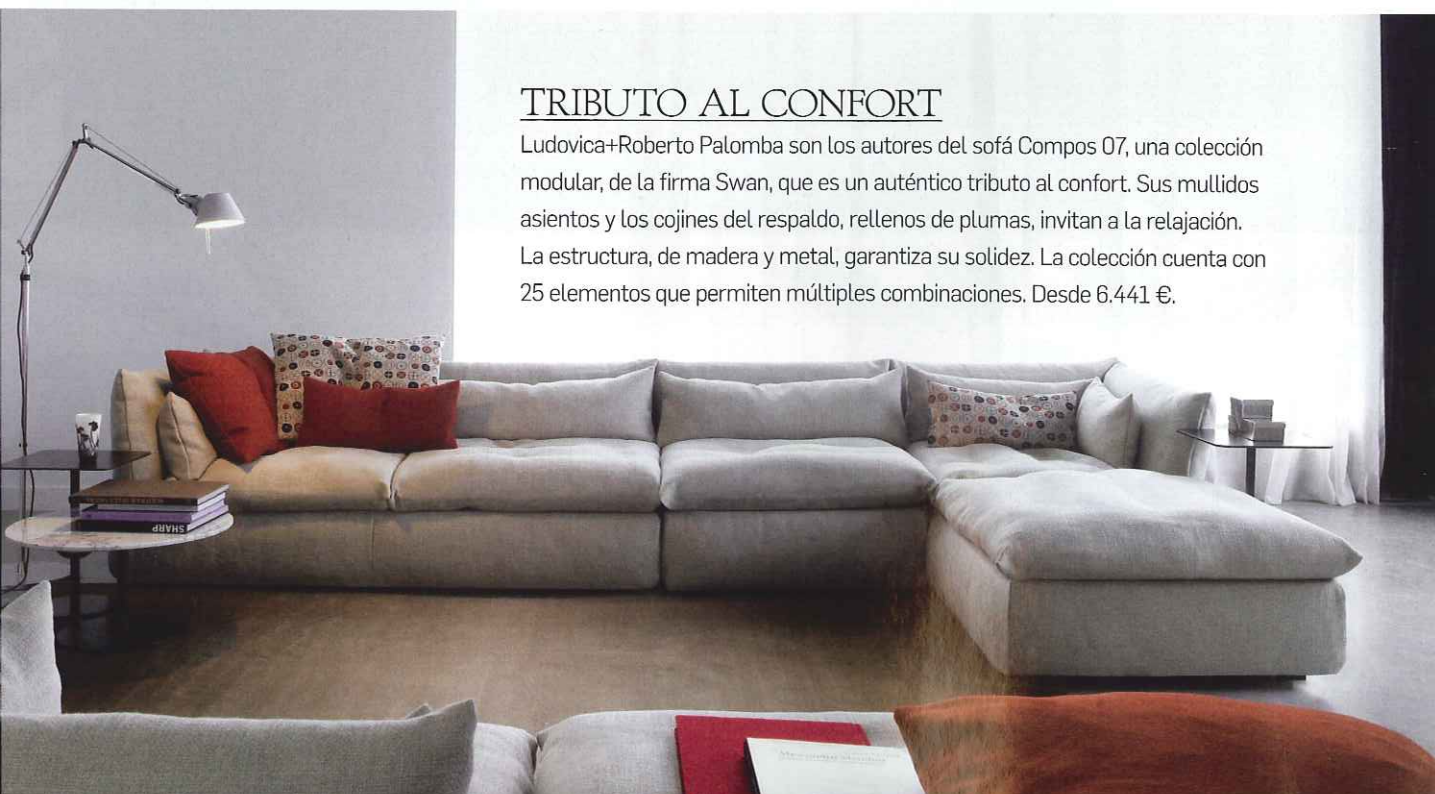 TRIBUTO AL CONFORT
Ludovica+Roberto Palomba son los autores del sofá Compos 07, una colección
modular, de la firma Swan, que es un auténtico tributo al confort. Sus mullidos
asientos y los cojines del respaldo, rellenos de plumas, invitan a la relajación.
La estructura, de madera y metal, garantiza su solidez. La colección cuenta con
25 elementos que permiten múltiples combinaciones. Desde 6.441 €.
SHARP